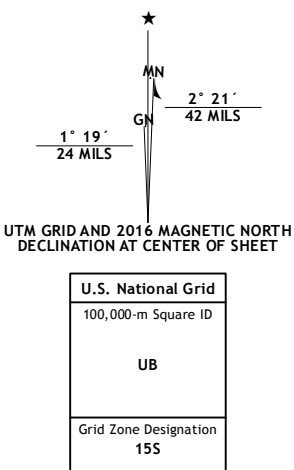 ★
MN
GN
2° 21´
42 MILS
1° 19´
24 MILS
UTM GRID AND 2016 MAGNETIC NORTH
DECLINATION AT CENTER OF SHEET
U.S. National Grid
100,000-m Square ID
UB
Grid Zone Designation
15S